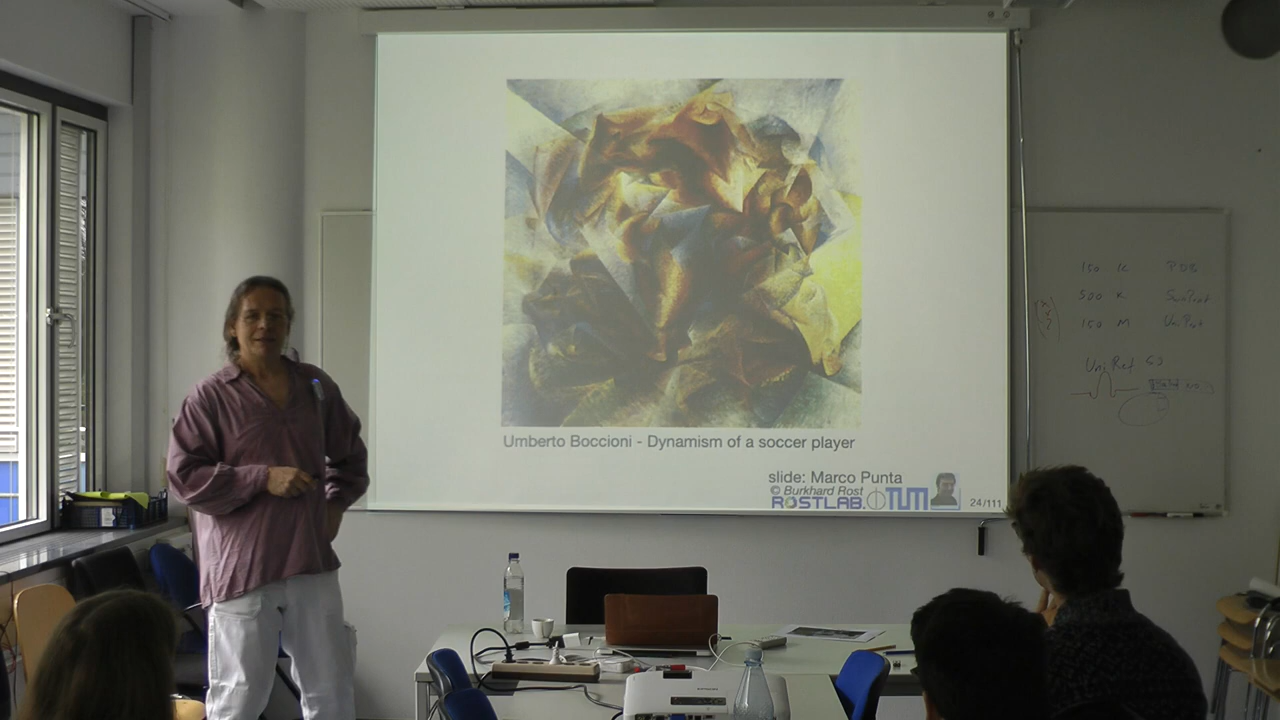 Umberto Boccioni - Dynamism of a soccer player
slide: Marco Punta
© Burkhard Rost
ROSTLAB. TUM
24/111
150 K PDB
500 K SwissProt
150 M UniProt
UniRef 50